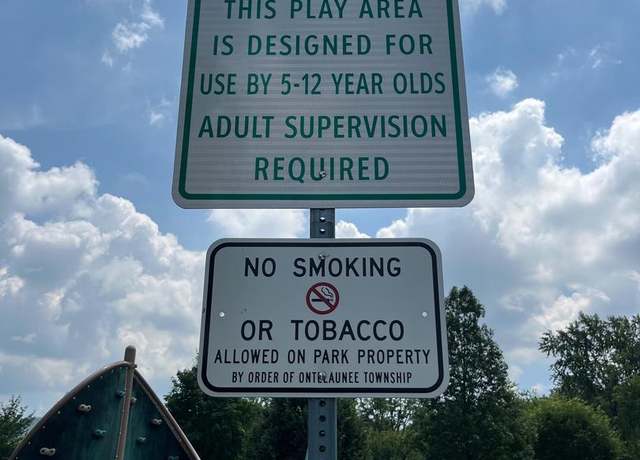 THIS PLAY AREA
IS DESIGNED FOR
USE BY 5-12 YEAR OLDS
ADULT SUPERVISION
REQUIRED
NO SMOKING
OR TOBACCO
ALLOWED ON PARK PROPERTY
BY ORDER OF ONTELAUNEE TOWNSHIP